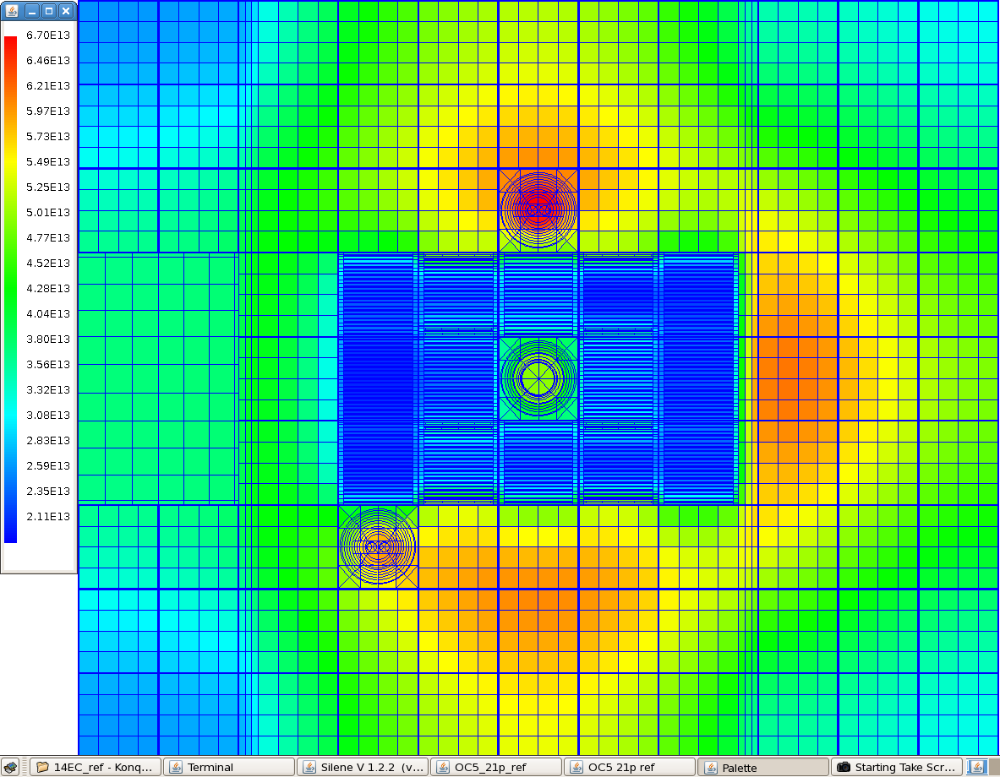 6.70E13
6.46E13
6.21E13
5.97E13
5.73E13
5.49E13
5.25E13
5.01E13
4.77E13
4.52E13
4.28E13
4.04E13
3.80E13
3.56E13
3.32E13
3.08E13
2.83E13
2.59E13
2.35E13
2.11E13
14EC_ref - Konq...
Terminal
Silene V 1.2.2 (v...
OC5_21p_ref
OC5 21p ref
Palette
Starting Take Scr...